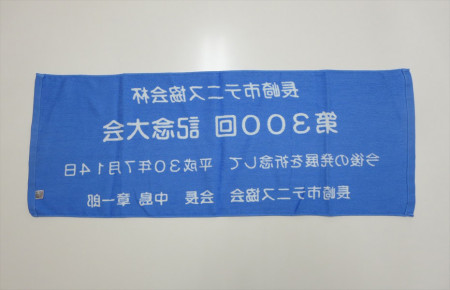 長崎市テニス協会杯
第300回 記念大会
今後の発展を祈念して 平成30年7月14日
長崎市テニス協会 会長 中島 章一郎